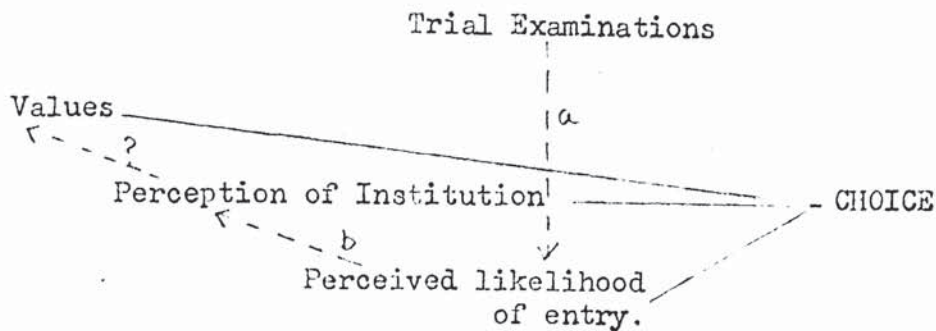 Trial Examinations
a
Values
?
Perception of Institution
CHOICE
b
Perceived likelihood
of entry.